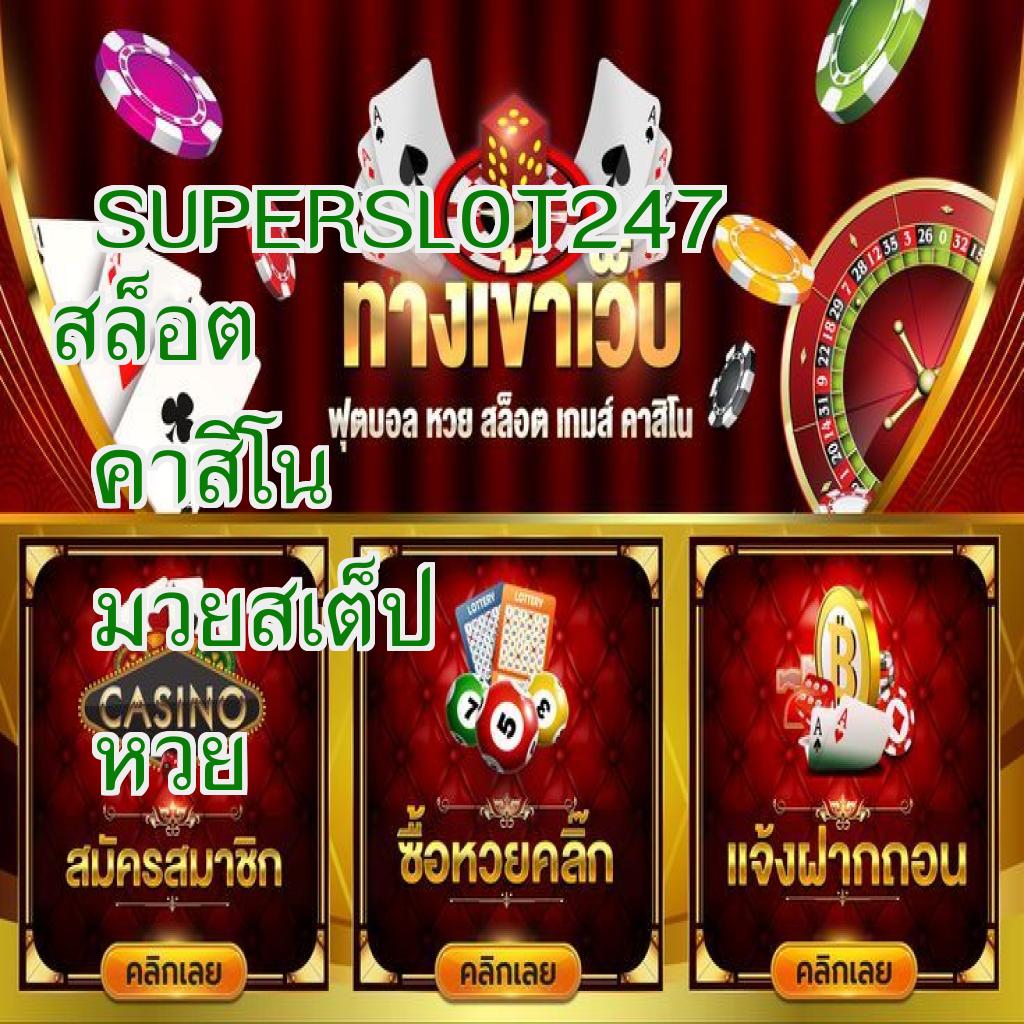 SUPERSLOT247
ทางเข้าเว็บ
สล็อต
ฟุตบอล หวย สล็อต เกมส์ คาสิโน
คาสิโน
มวยสเต็ป
LOTTERY
LOTTERY
CASINO
หวย
สมัครสมาชิก
ซื้อหวยคลิ๊ก
แจ้งฝากถอน
คลิกเลย
คลิกเลย
คลิกเลย